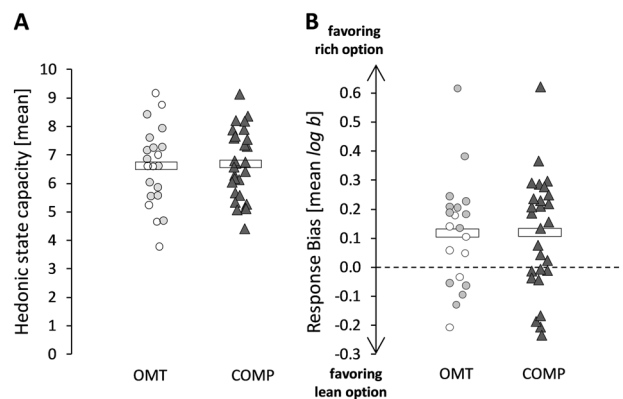 A
Hedonic state capacity [mean]
10
9
8
7
6
5
4
3
2
1
0
OMT
COMP
B
favoring
rich option
Response Bias [mean log b]
0.6
0.5
0.4
0.3
0.2
0.1
0.0
-0.1
-0.2
-0.3
favoring
lean option
OMT
COMP